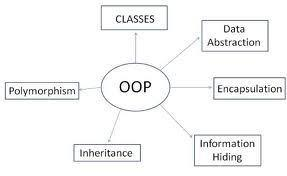 CLASSES
Data
Abstraction
Polymorphism
OOP
Encapsulation
Inheritance
Information
Hiding